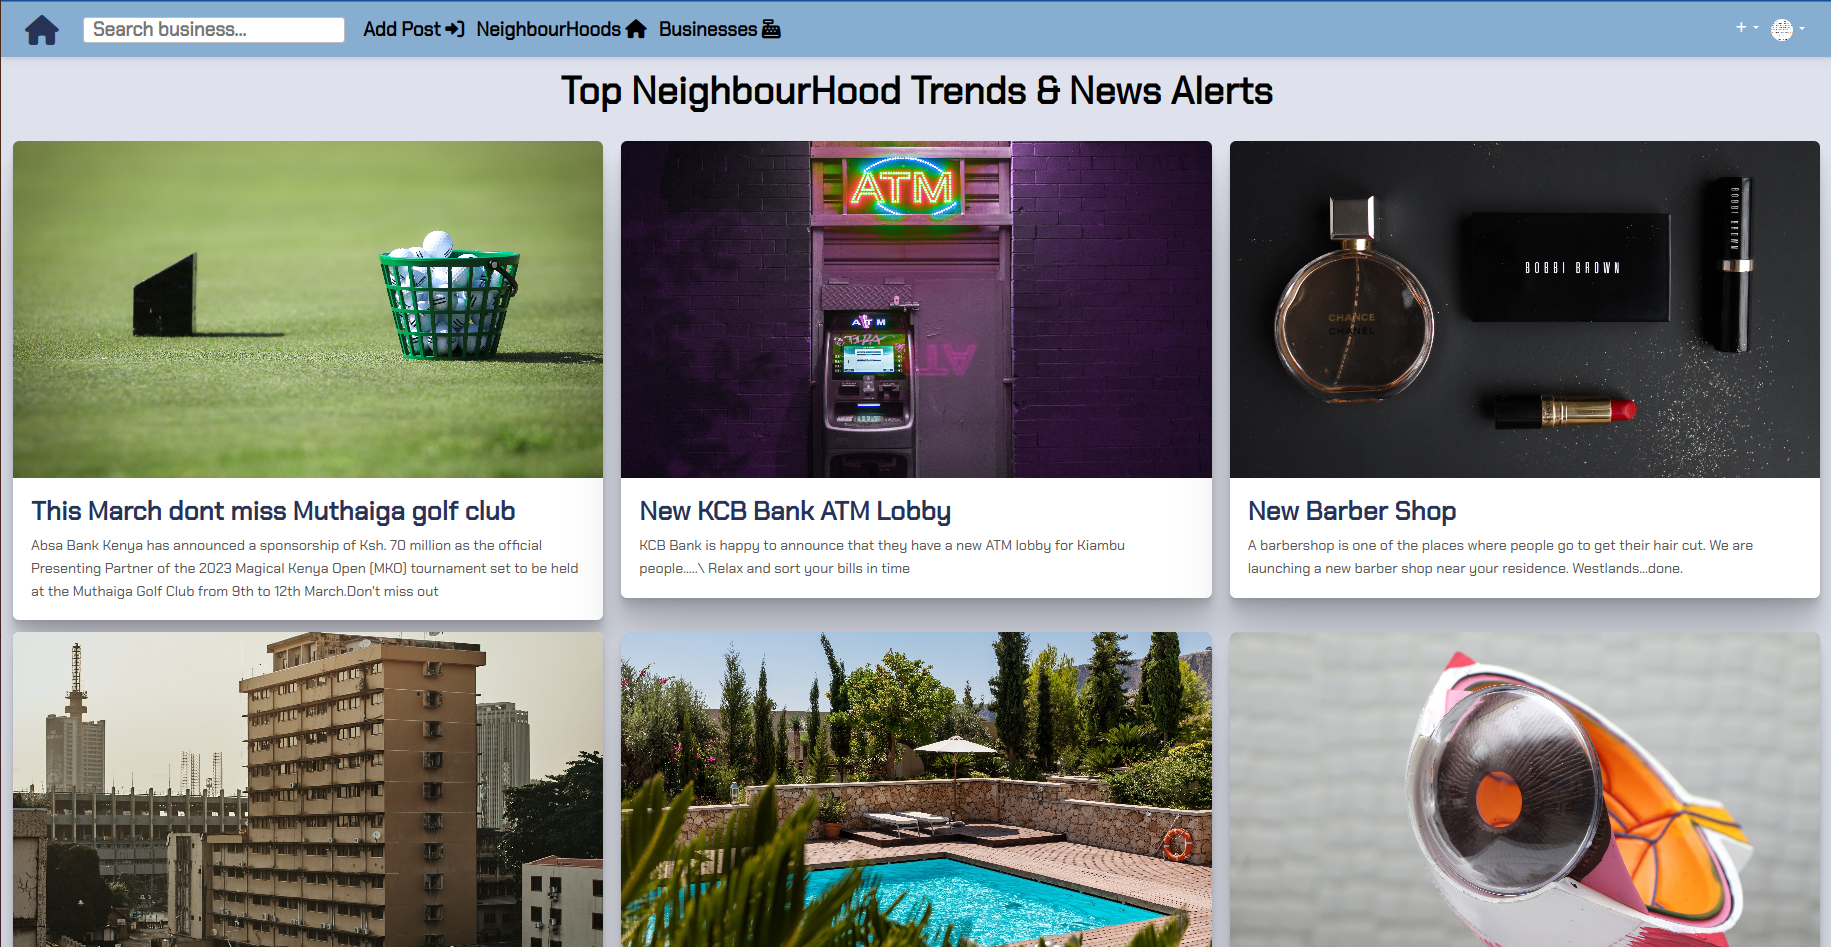 Search business...
Add Post
NeighbourHoods
Businesses
+
Top NeighbourHood Trends & News Alerts
ATM
ATM
ATM
CHANCE
CHANEL
BOBBI BROWN
BOBBI BROWN
This March dont miss Muthaiga golf club
Absa Bank Kenya has announced a sponsorship of Ksh. 70 million as the official
Presenting Partner of the 2023 Magical Kenya Open (MKO) tournament set to be held
at the Muthaiga Golf Club from 9th to 12th March.Don't miss out
New KCB Bank ATM Lobby
KCB Bank is happy to announce that they have a new ATM lobby for Kiambu
people.....\ Relax and sort your bills in time
New Barber Shop
A barbershop is one of the places where people go to get their hair cut. We are
launching a new barber shop near your residence. Westlands...done.